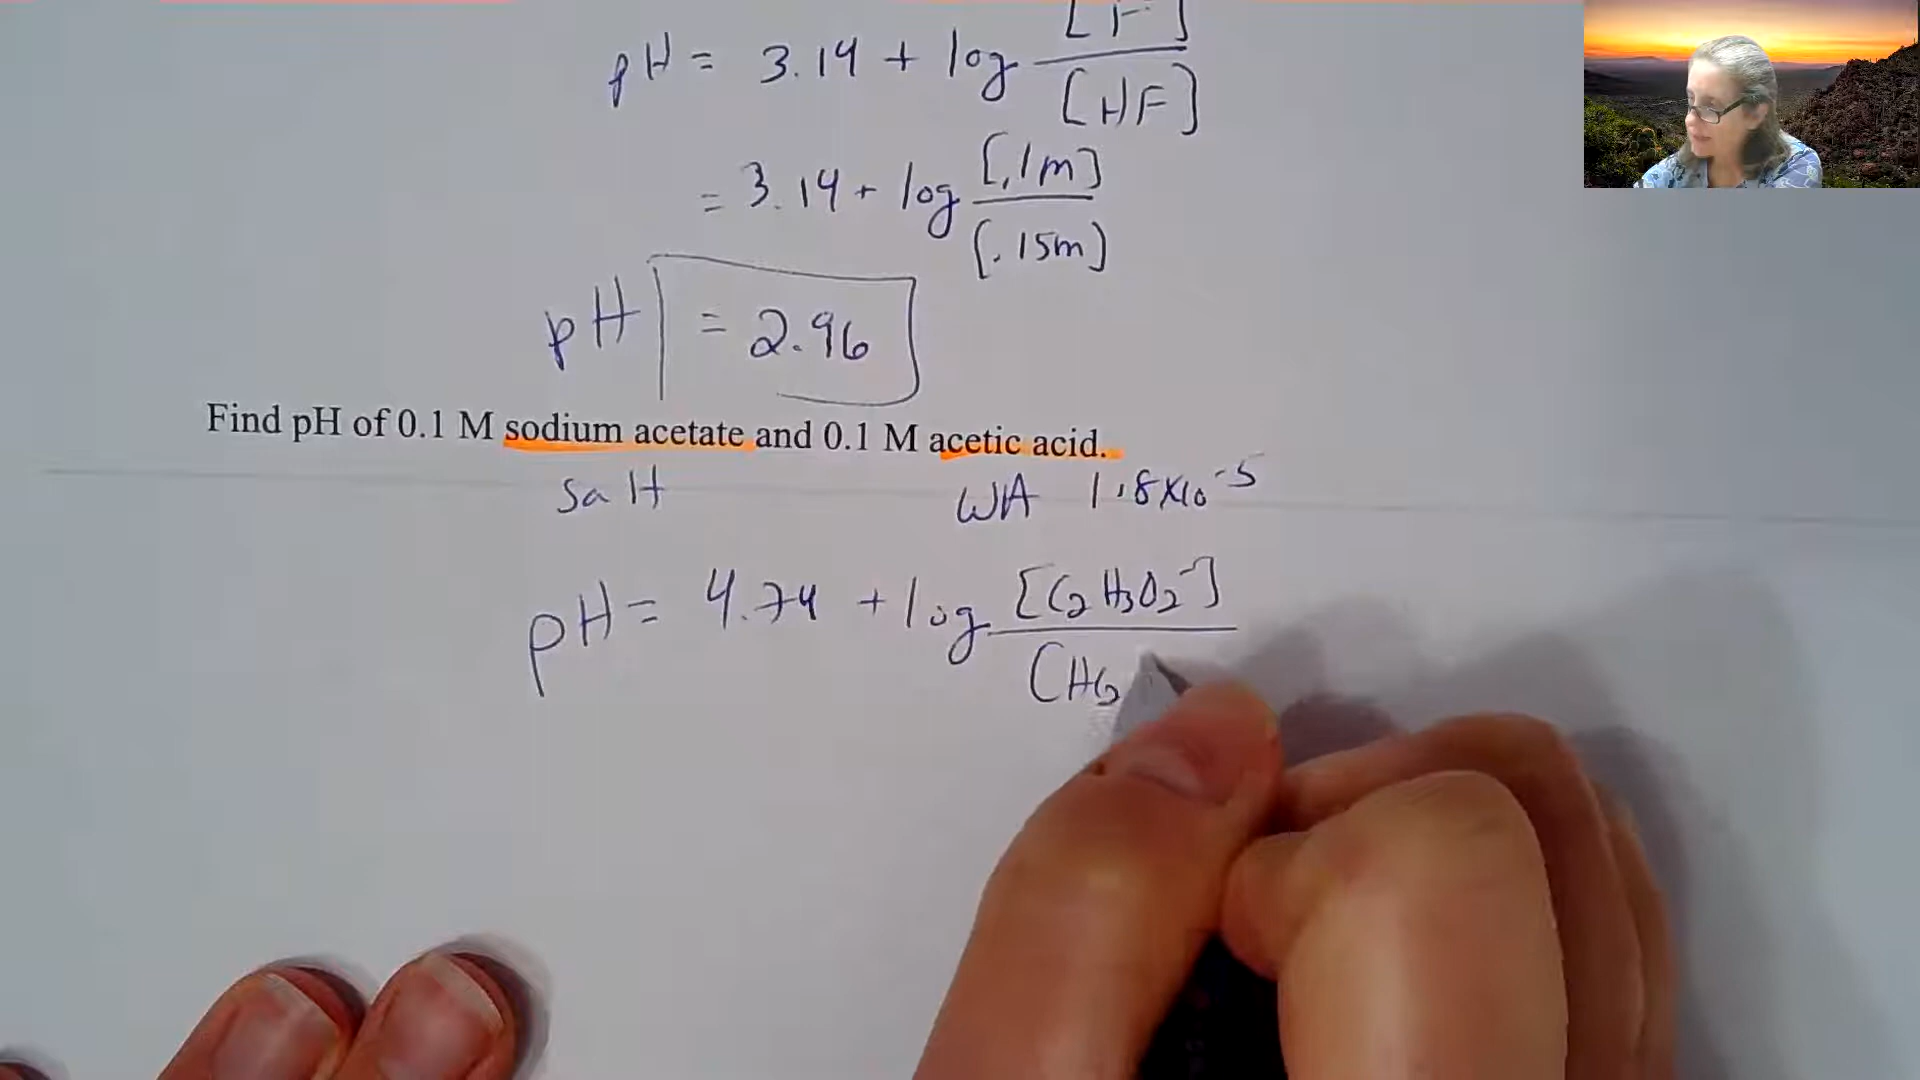 pH = 3.14 + log [F-]
[HF]
= 3.14 + log [.1m]
[.15m]
pH = 2.96
Find pH of 0.1 M sodium acetate and 0.1 M acetic acid.
salt WA 1.8x10-5
pH = 4.74 + log [C2H3O2-]
(HC2